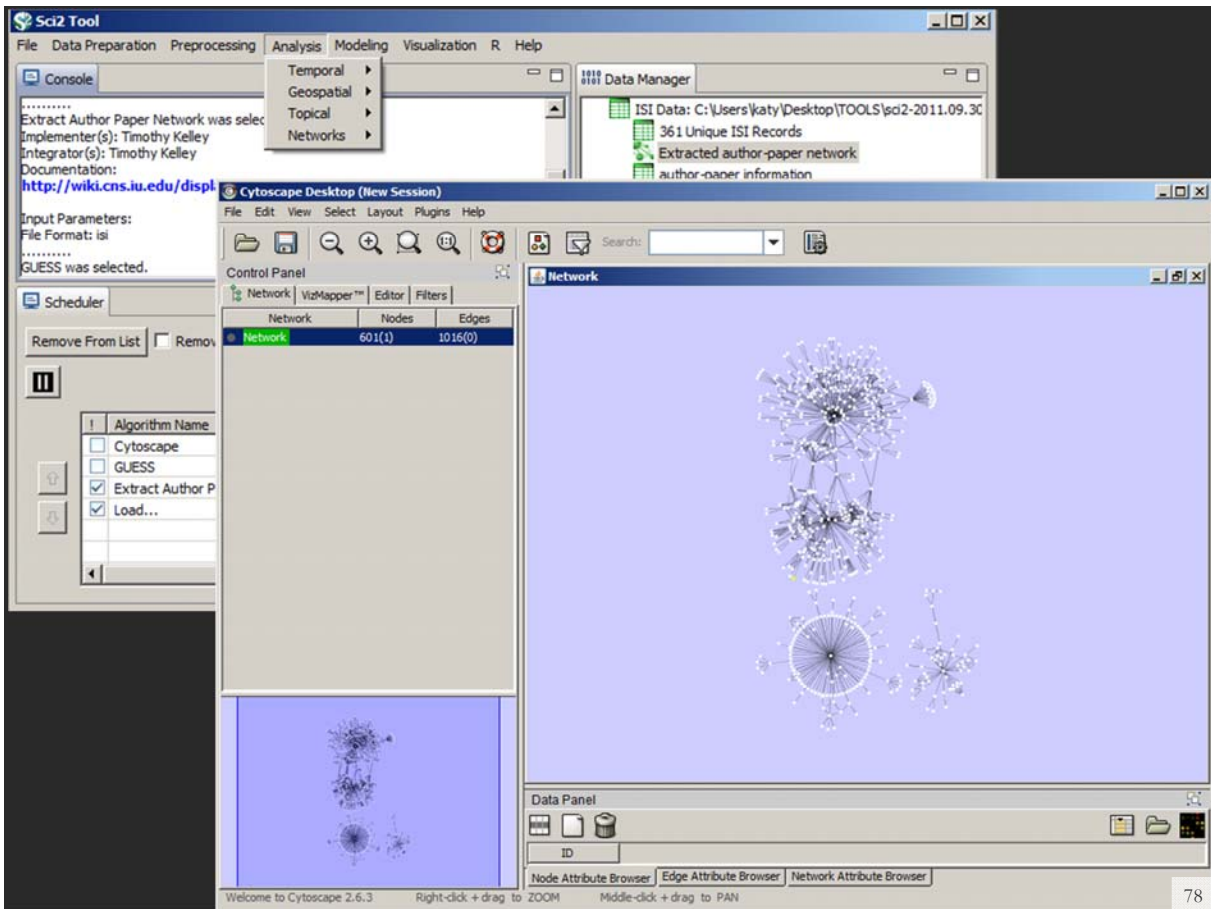 Sci2 Tool
File Data Preparation Preprocessing Analysis Modeling Visualization R Help
Temporal
Geospatial
Topical
Networks
Console
..........
Extract Author Paper Network was
Implementer(s): Timothy Kelley
Integrator(s): Timothy Kelley
Documentation:
http://wiki.cns.iu.edu/
Input Parameters:
File Format: isi
..........
GUESS was selected.
Data Manager
ISI Data: C:\Users\katy\Desktop\TOOLS\sci2-2011.09.30
361 Unique ISI Records
Extracted author-paper network
author-paper information
Scheduler
Remove From List
! Algorithm Name
Cytoscape
GUESS
Extract Author P
Load...
Cytoscape Desktop (New Session)
File Edit View Select Layout Plugins Help
Search:
Control Panel
Network VizMapper™ Editor Filters
Network Nodes Edges
Network 601(1) 1016(0)
Network
Data Panel
ID
Node Attribute Browser Edge Attribute Browser Network Attribute Browser
Welcome to Cytoscape 2.6.3 Right-click + drag to ZOOM Middle-click + drag to PAN
78